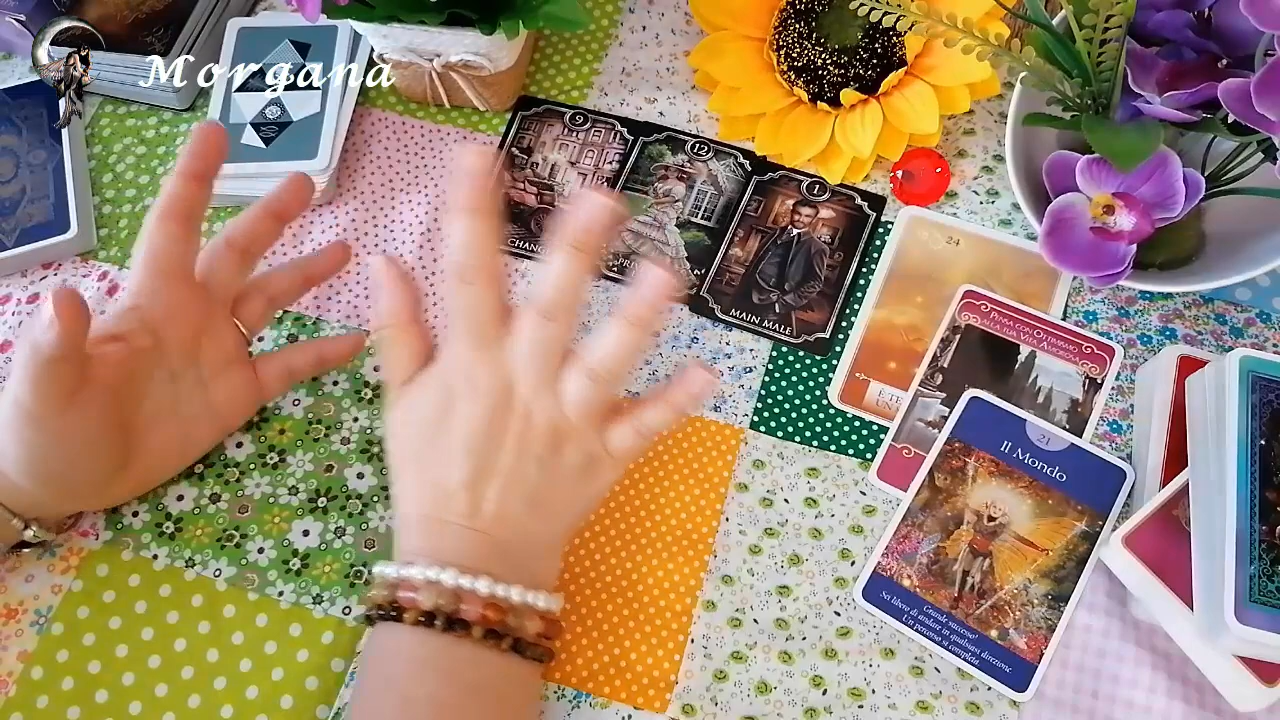 Morgana
9
12
1
MAIN MALE
24
PENSA CON OTTIMISMO
ALLA TUA VITA AMOROSA
21
Il Mondo
Grande successo!
Sei libero di andare in qualsiasi direzione.
Un percorso si completa.